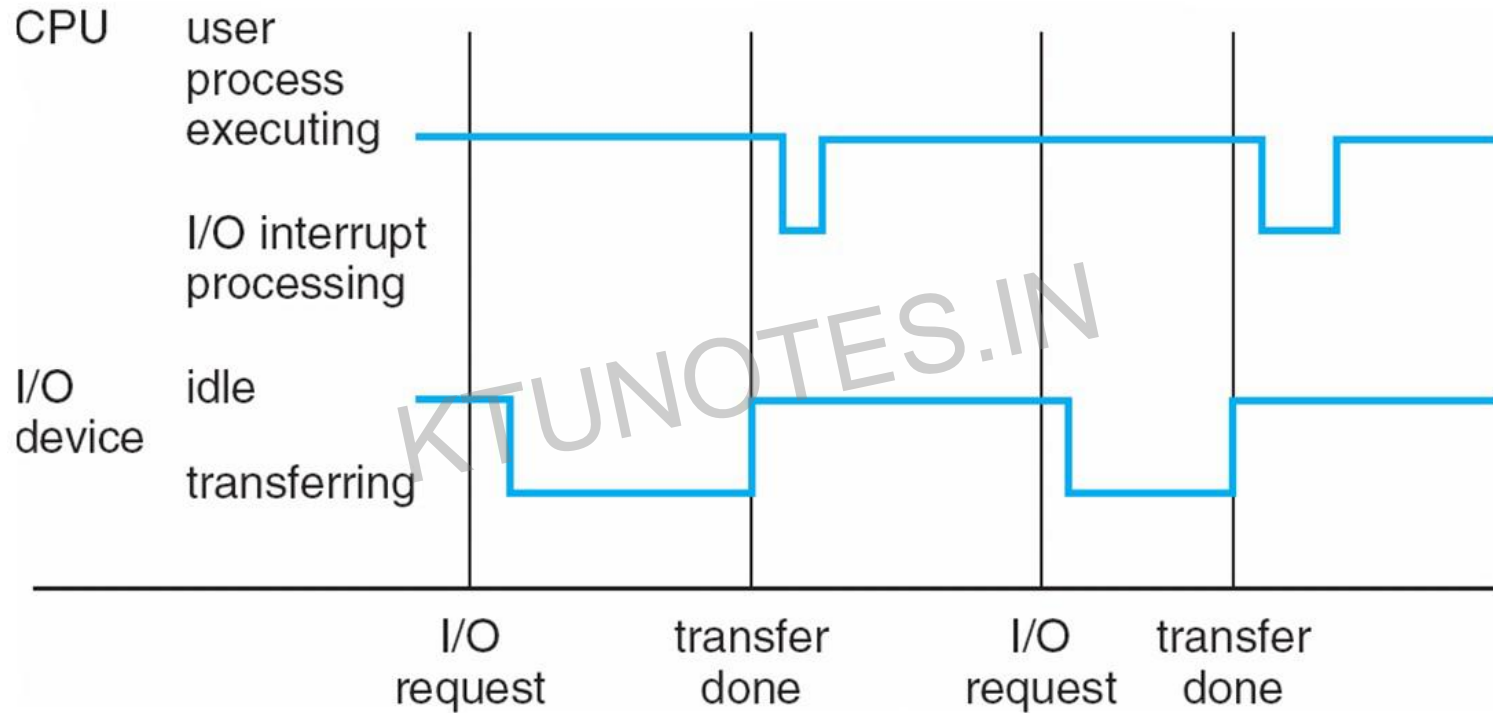 CPU
user
process
executing
I/O interrupt
processing
I/O
device
idle
transferring
KTUNOTES.IN
I/O
request
transfer
done
I/O
request
transfer
done